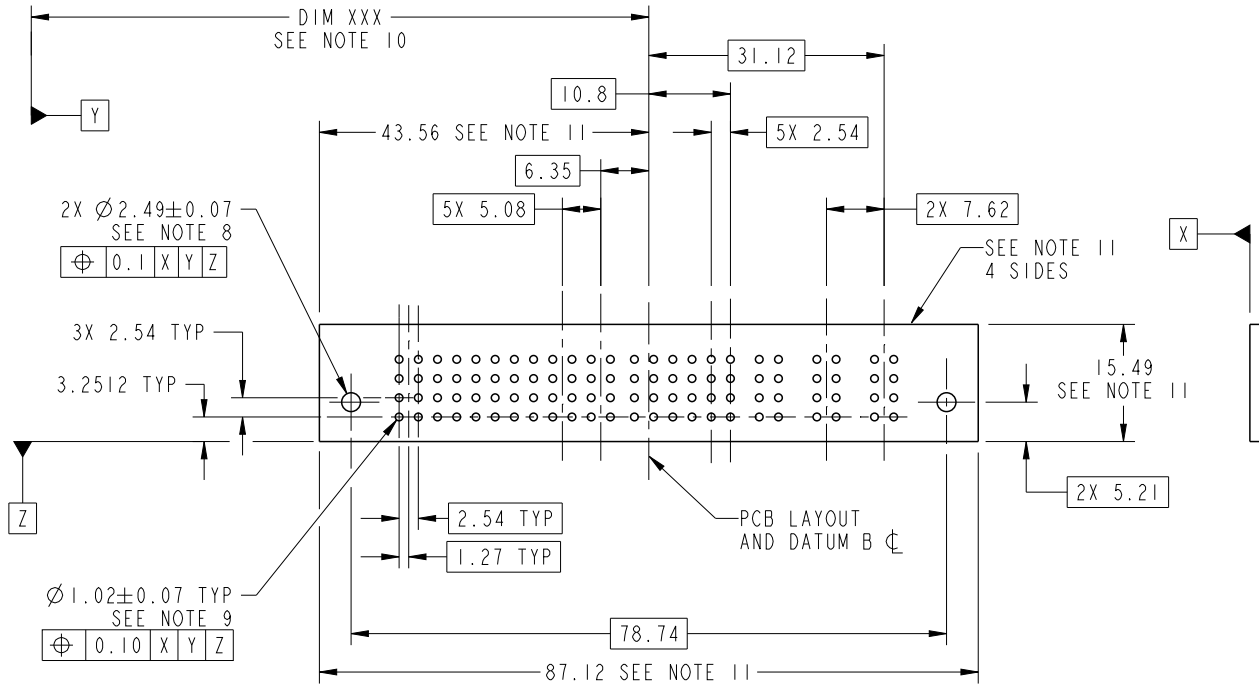 DIM XXX
SEE NOTE 10
31.12
10.8
Y
43.56 SEE NOTE 11
5X 2.54
6.35
2X Ø2.49±0.07
SEE NOTE 8
⌖ 0.1 X Y Z
5X 5.08
2X 7.62
X
SEE NOTE 11
4 SIDES
3X 2.54 TYP
3.2512 TYP
15.49
SEE NOTE 11
Z
2X 5.21
2.54 TYP
PCB LAYOUT
AND DATUM B ℄
1.27 TYP
Ø1.02±0.07 TYP
SEE NOTE 9
⌖ 0.10 X Y Z
78.74
87.12 SEE NOTE 11